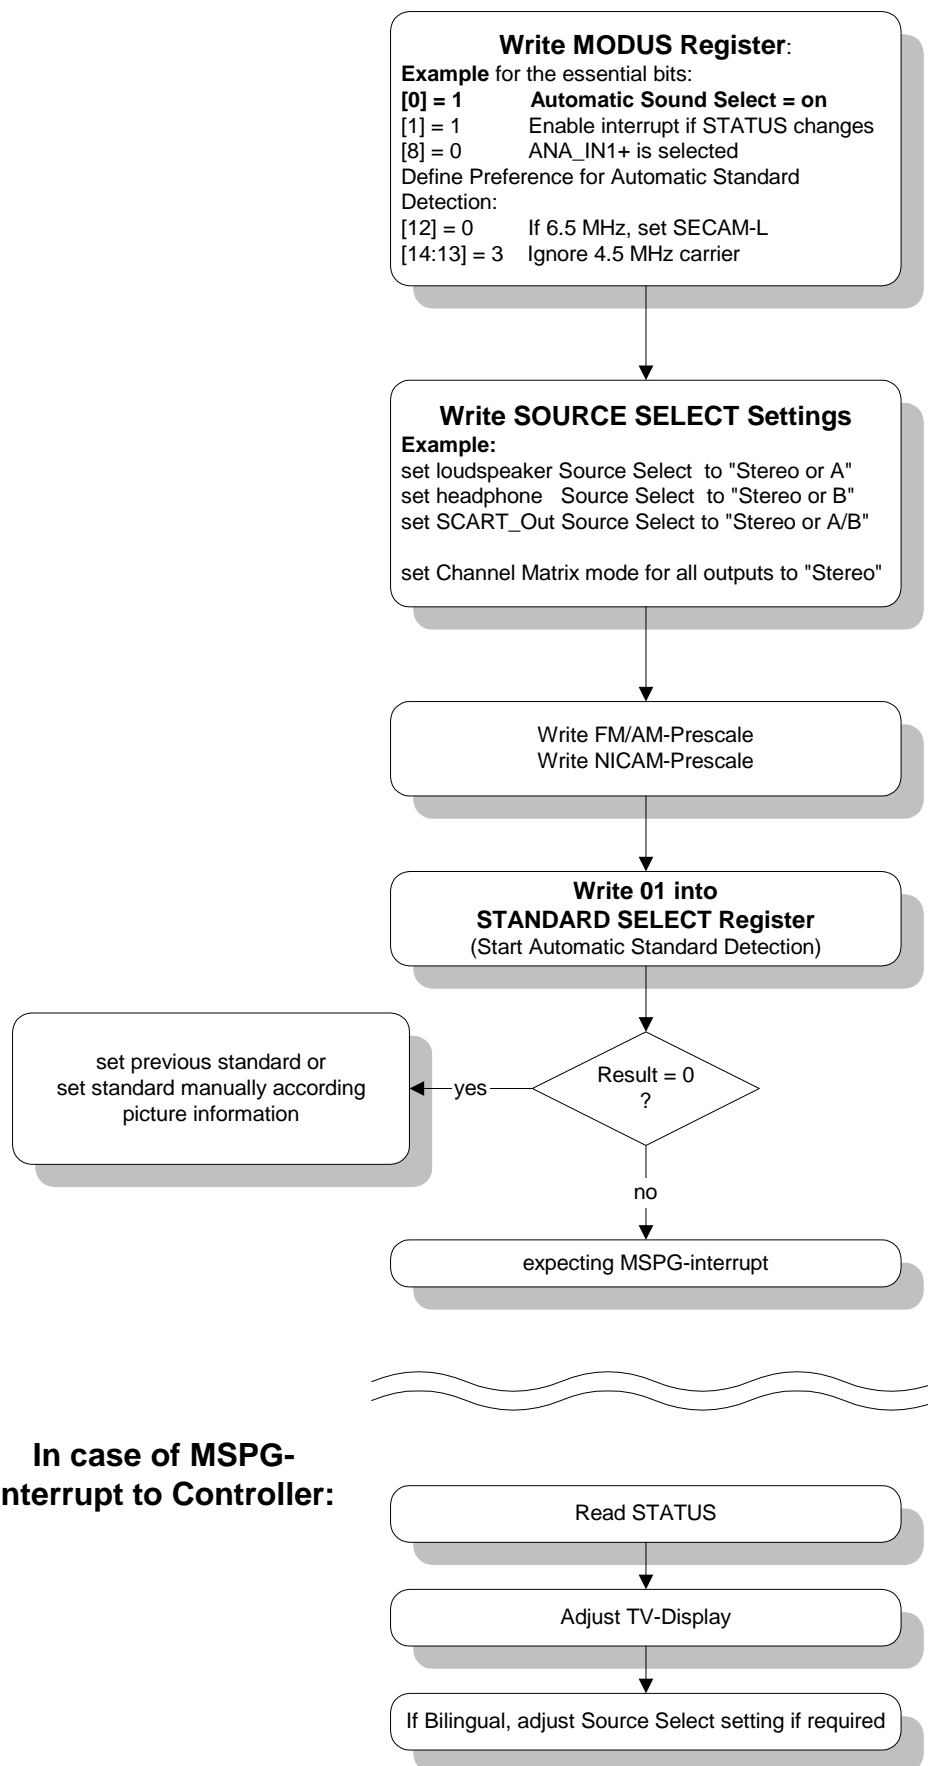 Write MODUS Register:
Example for the essential bits:
[0] = 1 Automatic Sound Select = on
[1] = 1 Enable interrupt if STATUS changes
[8] = 0 ANA_IN1+ is selected
Define Preference for Automatic Standard
Detection:
[12] = 0 If 6.5 MHz, set SECAM-L
[14:13] = 3 Ignore 4.5 MHz carrier
Write SOURCE SELECT Settings
Example:
set loudspeaker Source Select to "Stereo or A"
set headphone Source Select to "Stereo or B"
set SCART_Out Source Select to "Stereo or A/B"
set Channel Matrix mode for all outputs to "Stereo"
Write FM/AM-Prescale
Write NICAM-Prescale
Write 01 into
STANDARD SELECT Register
(Start Automatic Standard Detection)
Result = 0
?
yes
set previous standard or
set standard manually according
picture information
no
expecting MSPG-interrupt
In case of MSPG-
nterrupt to Controller:
Read STATUS
Adjust TV-Display
If Bilingual, adjust Source Select setting if required